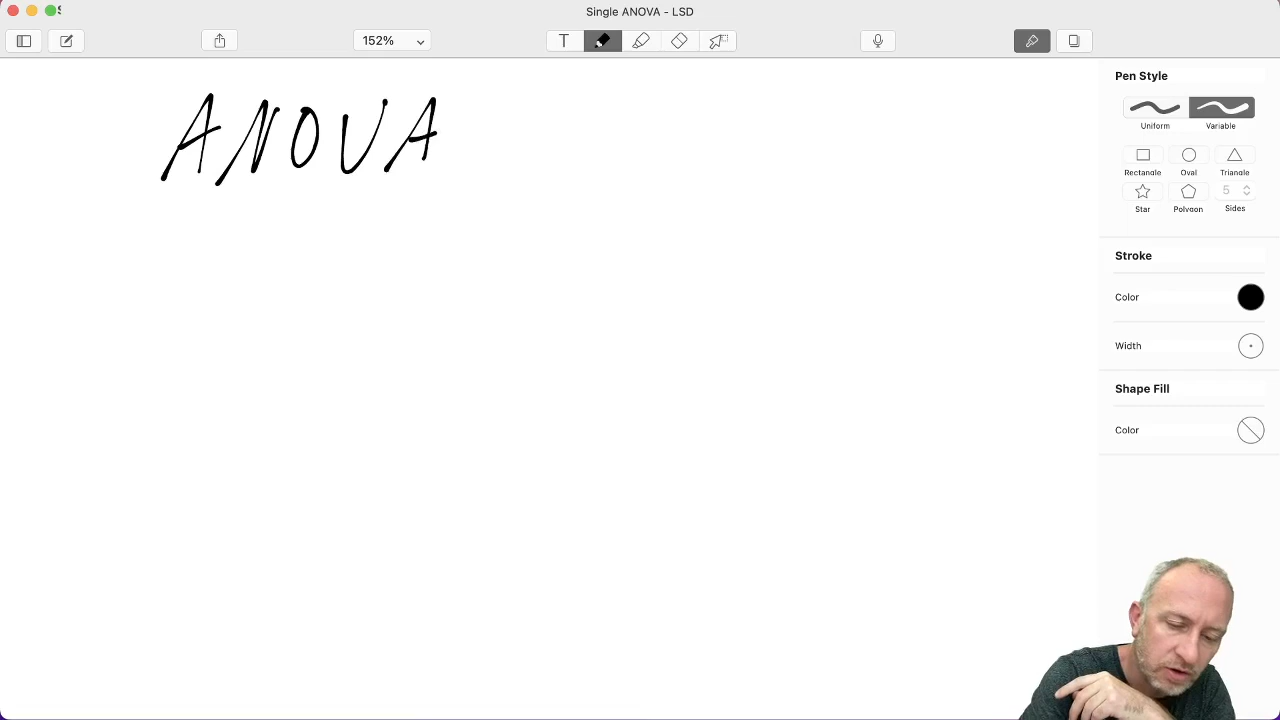 Single ANOVA - LSD
152%
T
ANOVA
Pen Style
Uniform
Variable
Rectangle
Oval
Triangle
5
Star
Polygon
Sides
Stroke
Color
Width
Shape Fill
Color